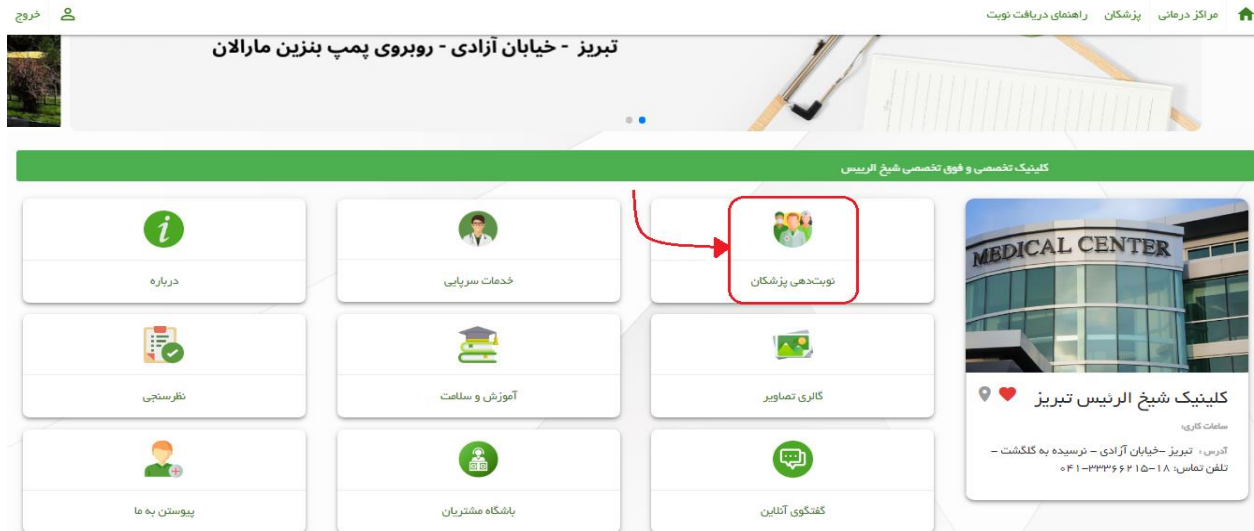 مراکز درمانی
پزشکان
راهنمای دریافت نوبت
خروج
تبریز - خیابان آزادی - روبروی پمپ بنزین مارالان
کلینیک تخصصی و فوق تخصصی شیخ الرییس
MEDICAL CENTER
کلینیک شیخ الرئیس تبریز
ساعات کاری:
آدرس : تبریز –خیابان آزادی – نرسیده به گلگشت –
تلفن تماس: ۱۸–۳۳۳۶۶۲۱۵–۰۴۱
نوبت‌دهی پزشکان
خدمات سرپایی
درباره
گالری تصاویر
آموزش و سلامت
نظرسنجی
گفتگوی آنلاین
باشگاه مشتریان
پیوستن به ما